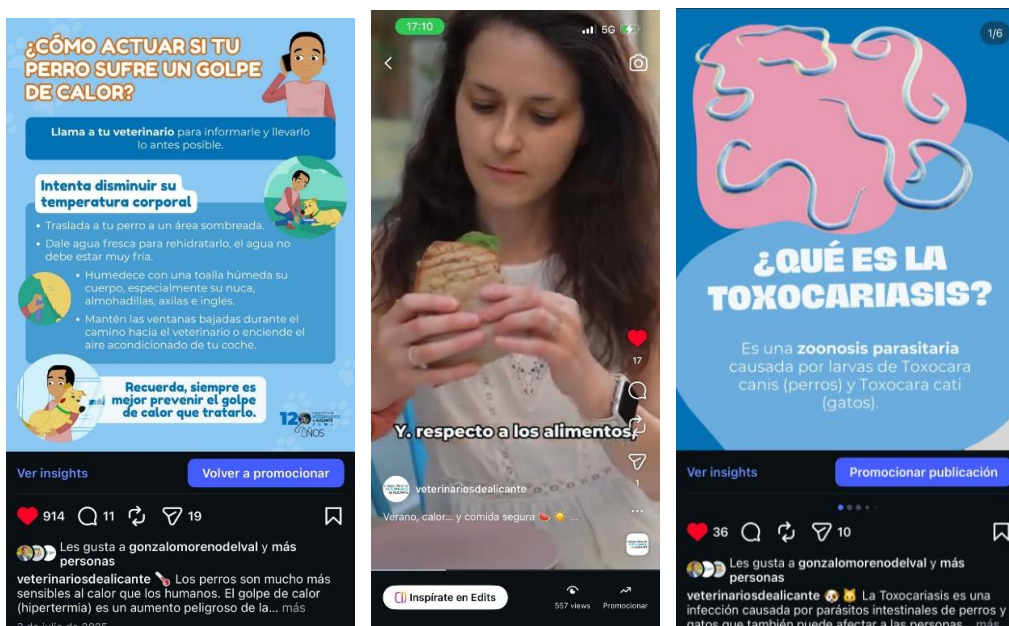 ¿CÓMO ACTUAR SI TU
PERRO SUFRE UN GOLPE
DE CALOR?
Llama a tu veterinario para informarle y llevarlo
lo antes posible.
Intenta disminuir su
temperatura corporal
• Traslada a tu perro a un área sombreada.
• Dale agua fresca para rehidratarlo, el agua no
debe estar muy fría.
• Humedece con una toalla húmeda su
cuerpo, especialmente su nuca,
almohadillas, axilas e ingles.
• Mantén las ventanas bajadas durante el
camino hacia el veterinario o enciende el
aire acondicionado de tu coche.
Recuerda, siempre es
mejor prevenir el golpe
de calor que tratarlo.
120
AÑOS
Ver insights
Volver a promocionar
914
11
19
Les gusta a gonzalomorenodelval y más
personas
veterinariosdealicante Los perros son mucho más
sensibles al calor que los humanos. El golpe de calor
(hipertermia) es un aumento peligroso de la... más
17:10
5G
17
Y. respecto a los alimentos,
1
veterinariosdealicante
Verano, calor... y comida segura ...
Inspírate en Edits
557 views
Promocionar
1/6
¿QUÉ ES LA
TOXOCARIASIS?
Es una zoonosis parasitaria
causada por larvas de Toxocara
canis (perros) y Toxocara cati
(gatos).
Ver insights
Promocionar publicación
36
10
Les gusta a gonzalomorenodelval y más
personas
veterinariosdealicante La Toxocariasis es una
infección causada por parásitos intestinales de perros y
gatos que también puede afectar a las personas... más